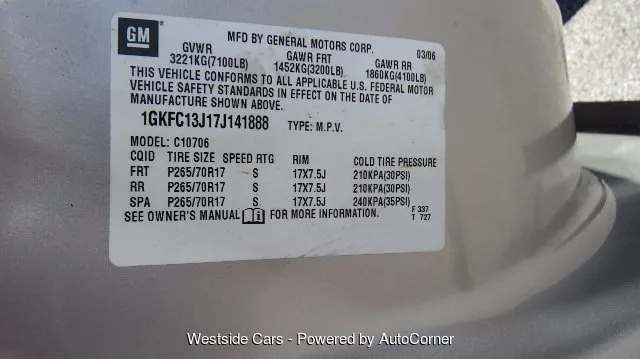 GM
MFD BY GENERAL MOTORS CORP. 03/06
GVWR GAWR FRT GAWR RR
3221KG(7100LB) 1452KG(3200LB) 1860KG(4100LB)
THIS VEHICLE CONFORMS TO ALL APPLICABLE U.S. FEDERAL MOTOR
VEHICLE SAFETY STANDARDS IN EFFECT ON THE DATE OF
MANUFACTURE SHOWN ABOVE.
1GKFC13J17J141888 TYPE: M.P.V.
MODEL: C10706
CQID TIRE SIZE SPEED RTG RIM COLD TIRE PRESSURE
FRT P265/70R17 S 17X7.5J 210KPA(30PSI)
RR P265/70R17 S 17X7.5J 210KPA(30PSI)
SPA P265/70R17 S 17X7.5J 240KPA(35PSI)
SEE OWNER'S MANUAL FOR MORE INFORMATION. F 337
T 727
Westside Cars - Powered by AutoCorner